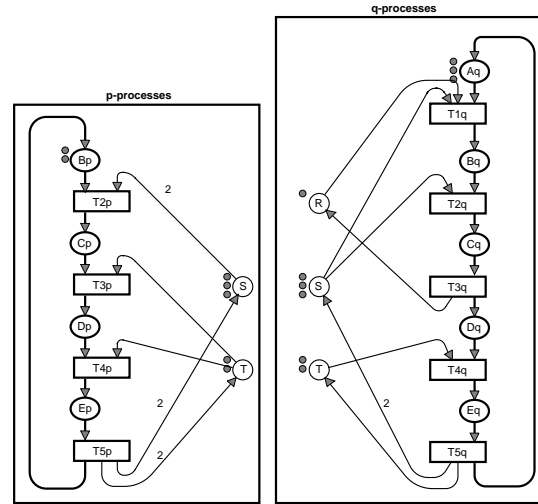 q-processes
p-processes
Aq
T1q
Bp
Bq
2
T2p
R
T2q
Cp
Cq
T3p
S
S
T3q
Dp
Dq
T4p
T
T
T4q
Ep
2
2
Eq
T5p
2
T5q